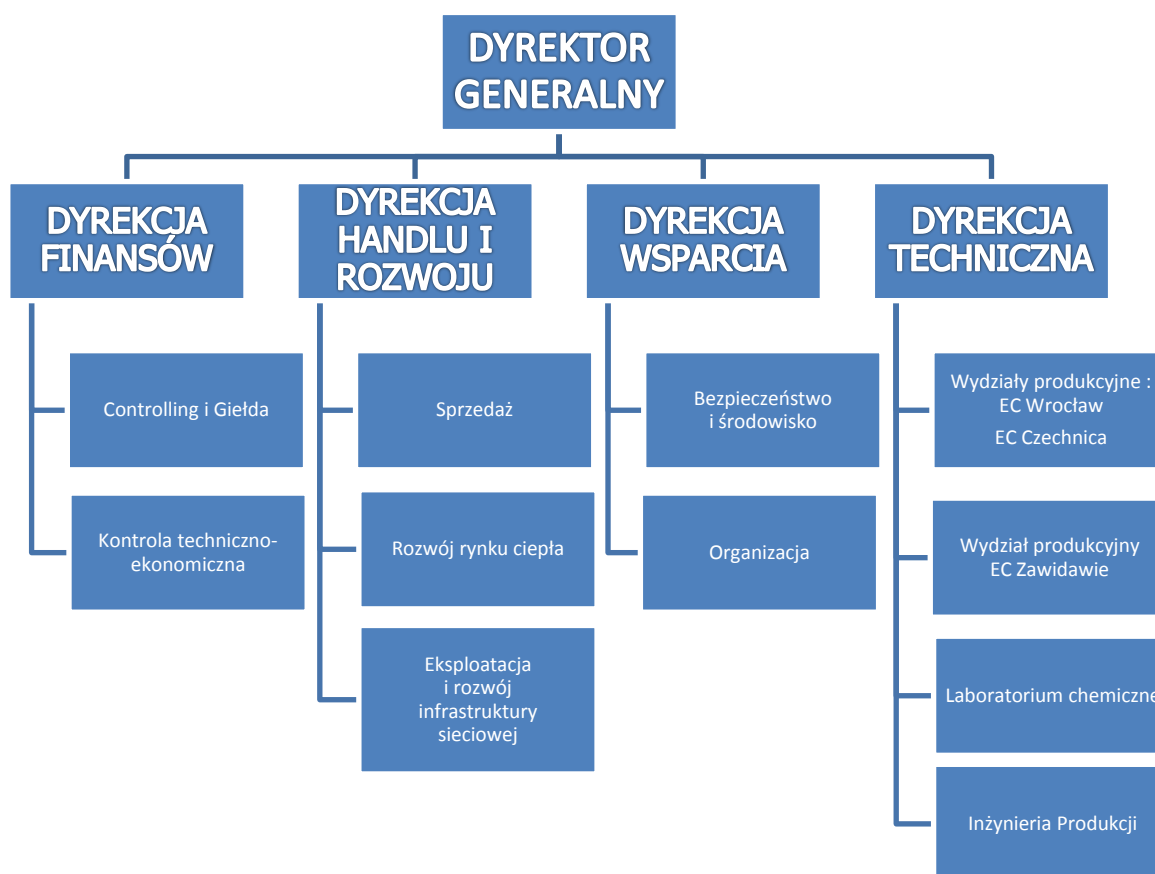 DYREKTOR
GENERALNY
DYREKCJA
FINANSÓW
DYREKCJA
HANDLU I
ROZWOJU
DYREKCJA
WSPARCIA
DYREKCJA
TECHNICZNA
Controlling i Giełda
Kontrola techniczno-
ekonomiczna
Sprzedaż
Rozwój rynku ciepła
Eksploatacja
i rozwój
infrastruktury
sieciowej
Bezpieczeństwo
i środowisko
Organizacja
Wydziały produkcyjne :
EC Wrocław
EC Czechnica
Wydział produkcyjny
EC Zawidawie
Laboratorium chemiczne
Inżynieria Produkcji